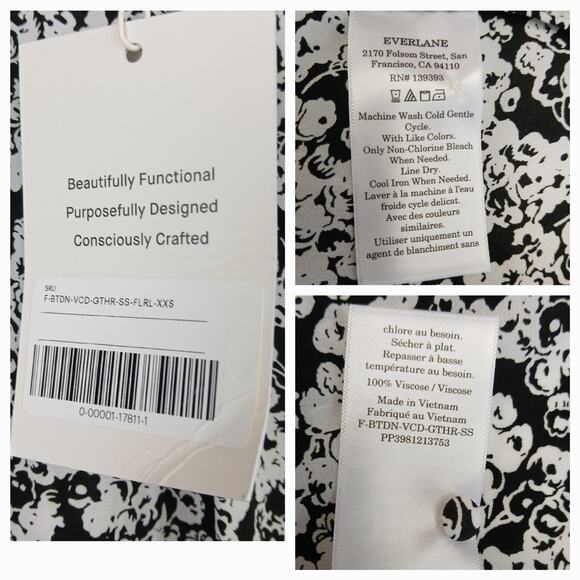 Beautifully Functional
Purposefully Designed
Consciously Crafted
SKU
F-BTDN-VCD-GTHR-SS-FLRL-XXS
0-00001-17811-1
EVERLANE
2170 Folsom Street, San
Francisco, CA 94110
RN# 139393
Machine Wash Cold Gentle
Cycle.
With Like Colors.
Only Non-Chlorine Bleach
When Needed.
Line Dry.
Cool Iron When Needed.
Laver à la machine à l'eau
froide cycle delicat.
Avec des couleurs
similaires.
Utiliser uniquement un
agent de blanchiment sans
chlore au besoin.
Sécher à plat.
Repasser à basse
température au besoin.
100% Viscose / Viscose
Made in Vietnam
Fabriqué au Vietnam
F-BTDN-VCD-GTHR-SS
PP3981213753